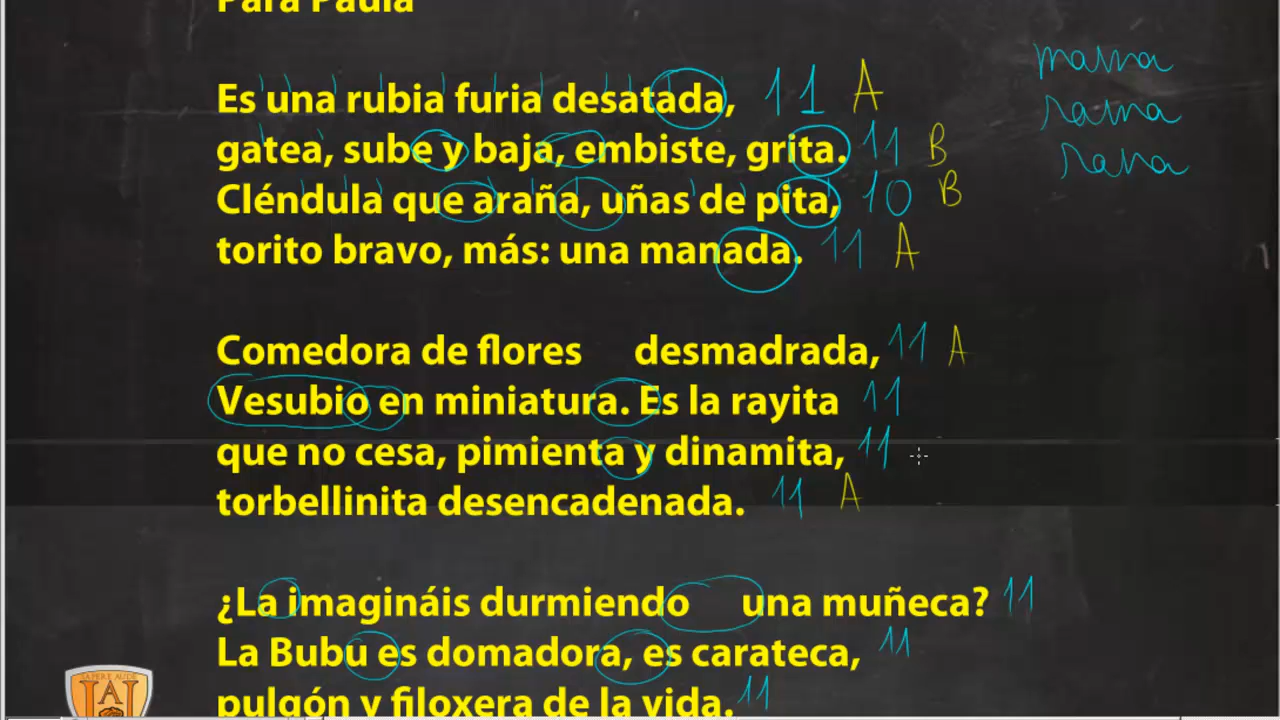 Para Paula
mama
Es una rubia furia desatada, 11 A
rama
gatea, sube y baja, embiste, grita. 11 B
rana
Cléndula que araña, uñas de pita, 10 B
torito bravo, más: una manada. 11 A
Comedora de flores desmadrada, 11 A
Vesubio en miniatura. Es la rayita 11
que no cesa, pimienta y dinamita, 11
torbellinita desencadenada. 11 A
¿La imagináis durmiendo una muñeca? 11
La Bubú es domadora, es carateca, 11
pulgón y filoxera de la vida. 11